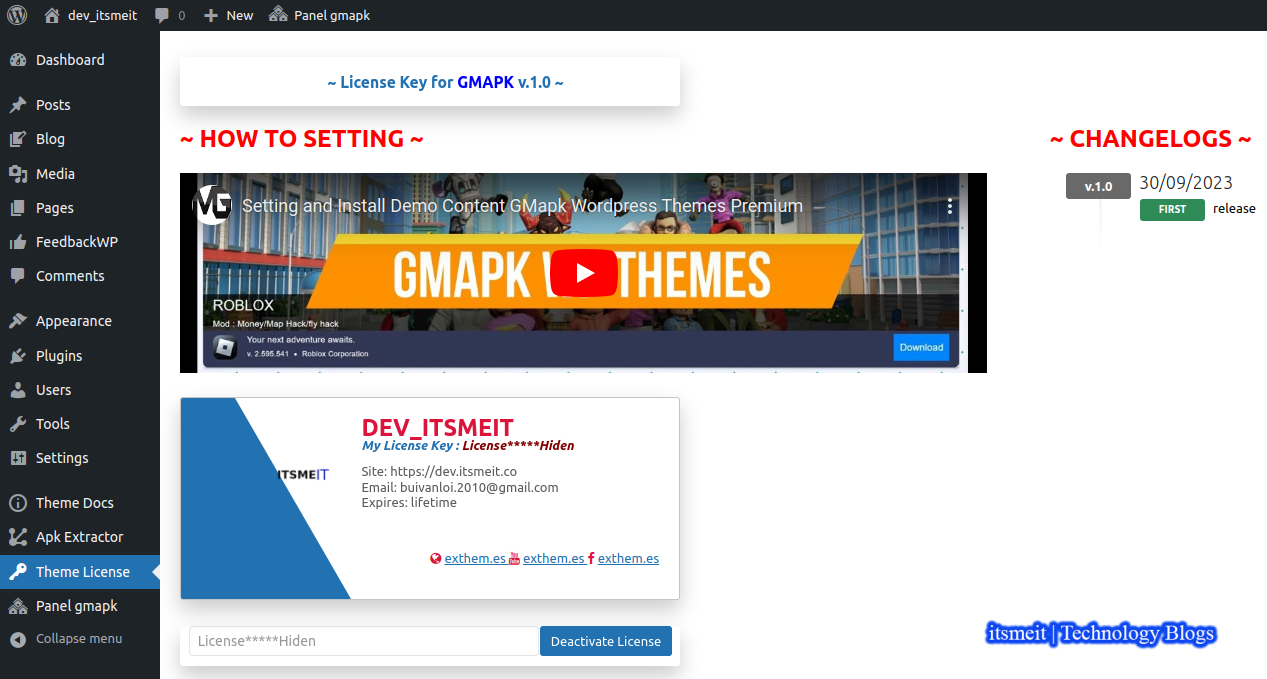 dev_itsmeit 0 New Panel gmapk
Dashboard
Posts
Blog
Media
Pages
FeedbackWP
Comments
Appearance
Plugins
Users
Tools
Settings
Theme Docs
Apk Extractor
Theme License
Panel gmapk
Collapse menu
~ License Key for GMAPK v.1.0 ~
~ HOW TO SETTING ~
MG
Setting and Install Demo Content GMapk Wordpress Themes Premium
GMAPK W THEMES
ROBLOX
Mod : Money/Map Hack/fly hack
Your next adventure awaits.
v. 2.595.541 • Roblox Corporation
Download
~ CHANGELOGS ~
v.1.0 30/09/2023
FIRST release
ITSMEIT
DEV_ITSMEIT
My License Key : License*****Hiden
Site: https://dev.itsmeit.co
Email: buivanloi.2010@gmail.com
Expires: lifetime
exthem.es exthem.es exthem.es
License*****Hiden Deactivate License
itsmeit | Technology Blogs